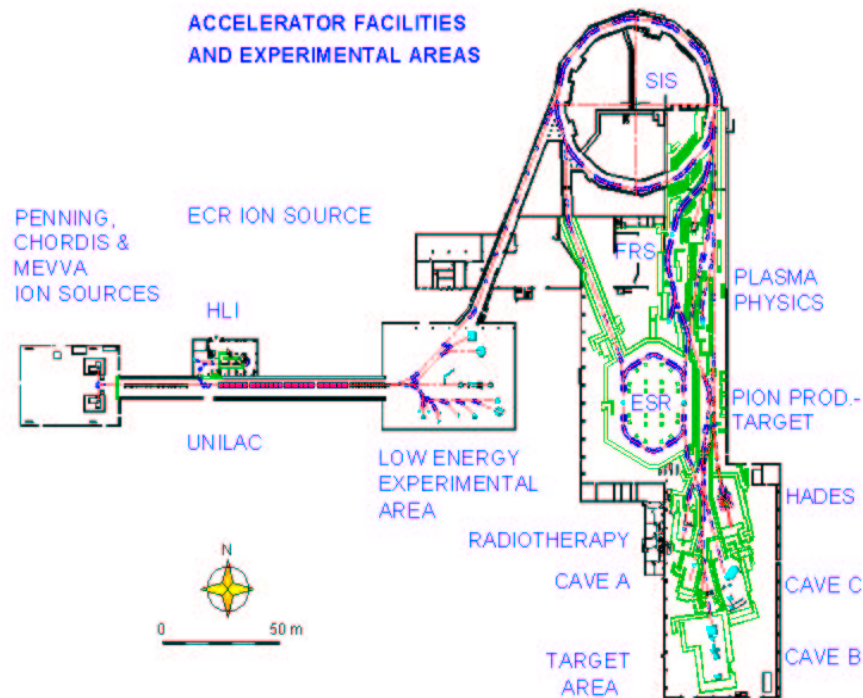 ACCELERATOR FACILITIES
AND EXPERIMENTAL AREAS
SIS
PENNING,
CHORDIS &
MEVVA
ION SOURCES
ECR ION SOURCE
HLI
FRS
PLASMA
PHYSICS
ESR
PION PROD.-
TARGET
UNILAC
LOW ENERGY
EXPERIMENTAL
AREA
HADES
RADIOTHERAPY
CAVE A
CAVE C
N
0 50 m
TARGET
AREA
CAVE B